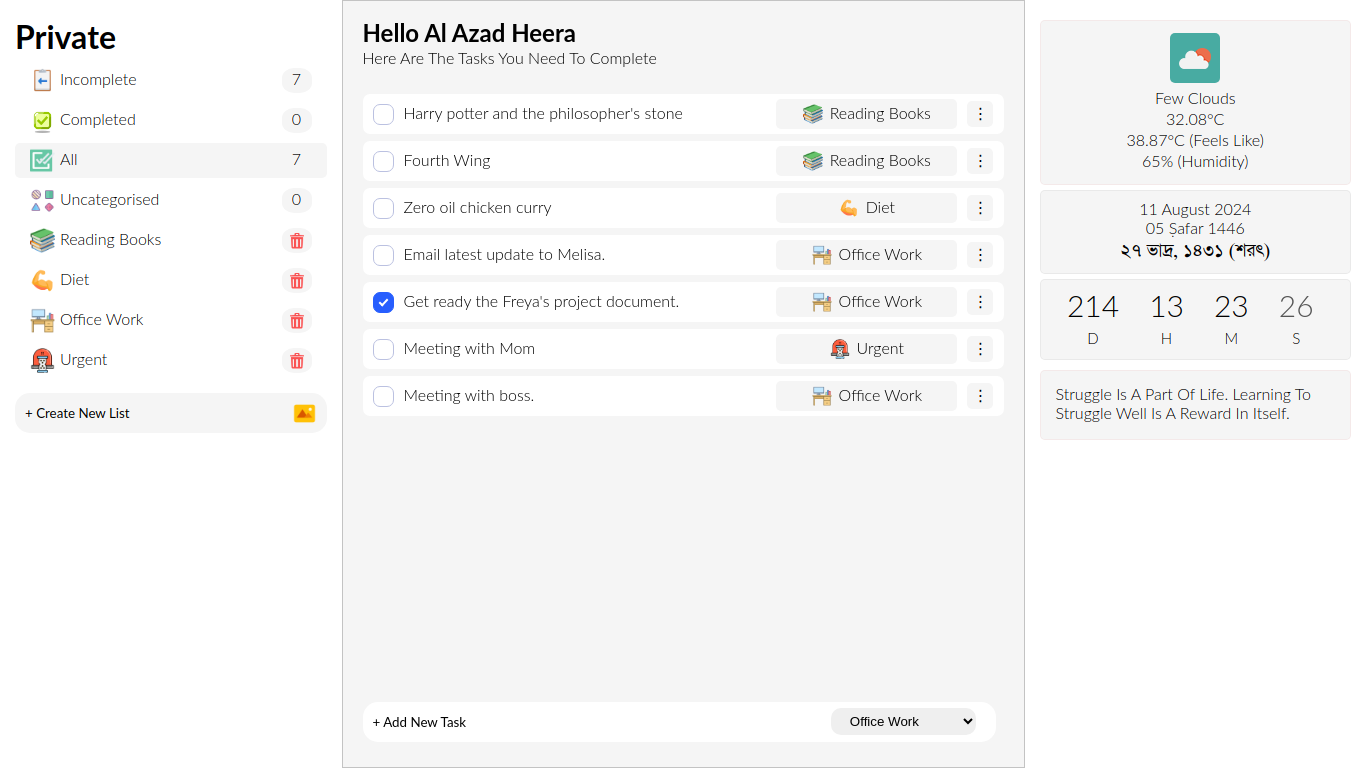 Private
Incomplete 7
Completed 0
All 7
Uncategorised 0
Reading Books
Diet
Office Work
Urgent
+ Create New List
Hello Al Azad Heera
Here Are The Tasks You Need To Complete
Harry potter and the philosopher's stone Reading Books
Fourth Wing Reading Books
Zero oil chicken curry Diet
Email latest update to Melisa. Office Work
Get ready the Freya's project document. Office Work
Meeting with Mom Urgent
Meeting with boss. Office Work
+ Add New Task Office Work
Few Clouds
32.08°C
38.87°C (Feels Like)
65% (Humidity)
11 August 2024
05 Ṣafar 1446
২৭ ভাদ্র, ১৪৩১ (শরৎ)
214 13 23 26
D H M S
Struggle Is A Part Of Life. Learning To
Struggle Well Is A Reward In Itself.